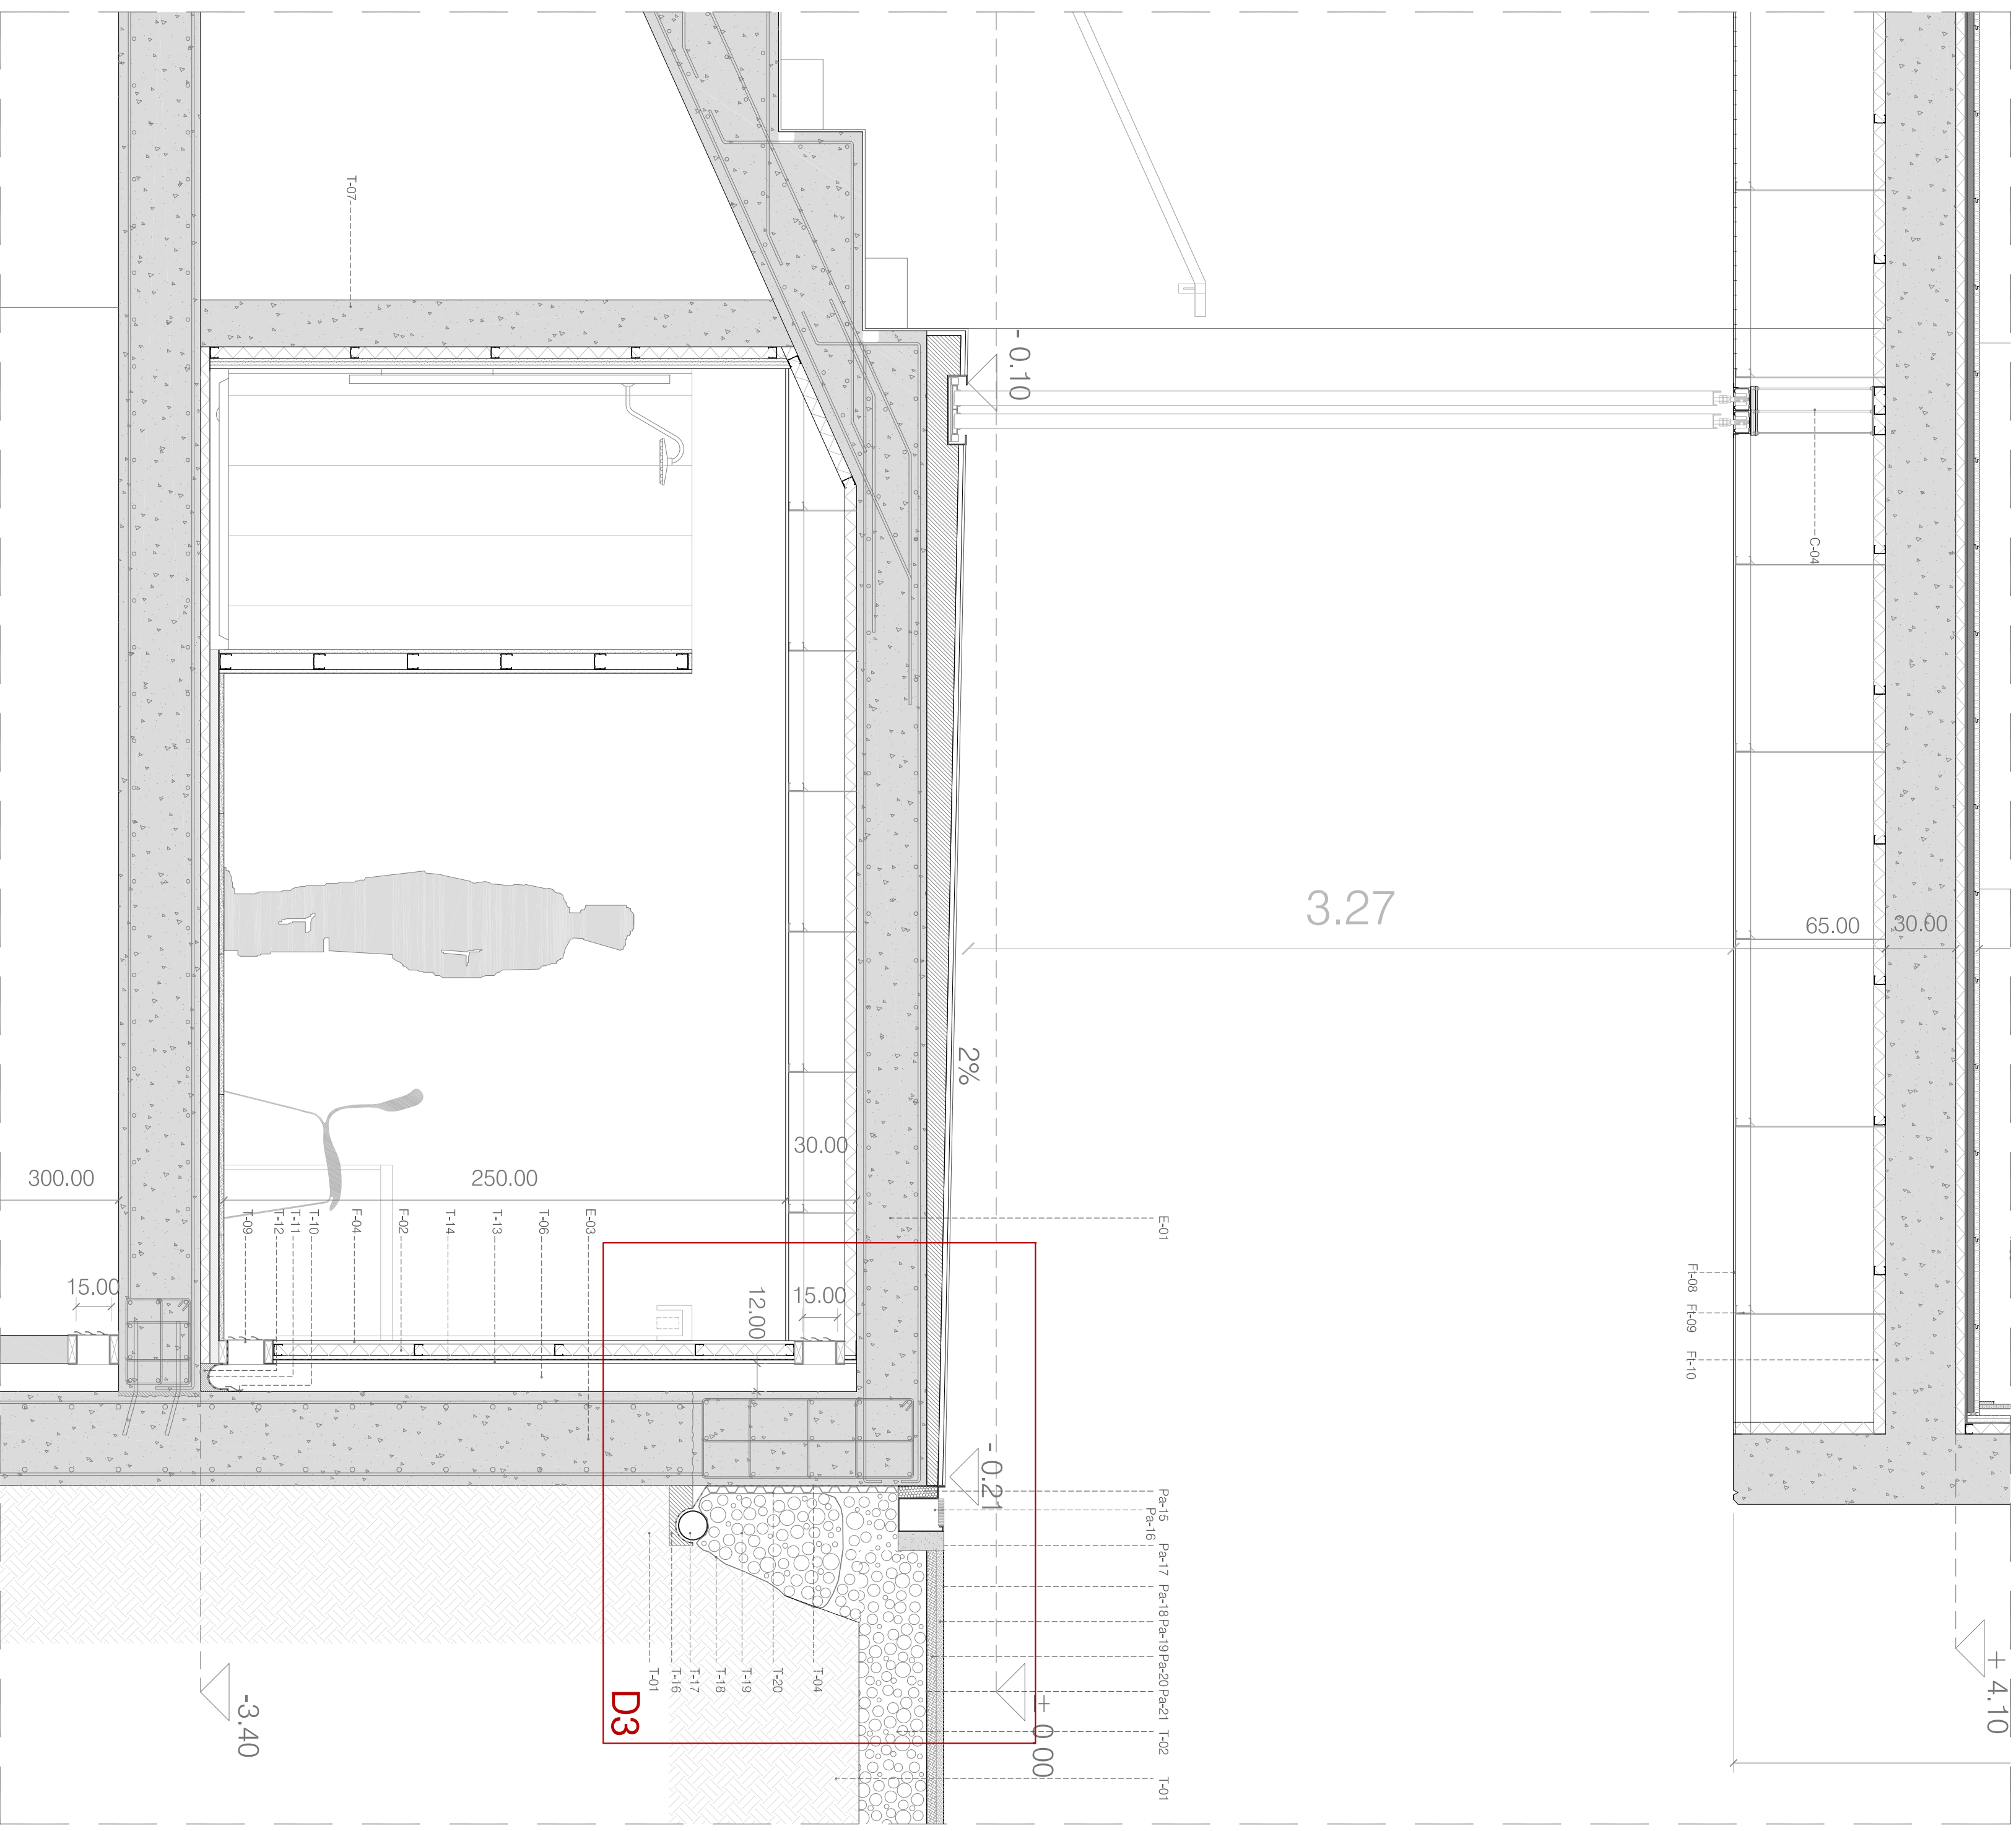 T-07
C-04
- 0.10
3.27
65.00
30.00
2%
30.00
300.00
250.00
15.00
15.00
12.00
T-09
T-12
T-11
T-10
F-04
F-02
T-14
T-13
T-06
E-03
E-01
Ft-08
Ft-09
Ft-10
- 0.21
Pa-15
Pa-16
Pa-17
Pa-18
Pa-19
Pa-20
Pa-21
T-02
T-01
T-01
T-16
T-17
T-18
T-19
T-20
T-04
D3
-3.40
+ 0.00
+ 4.10